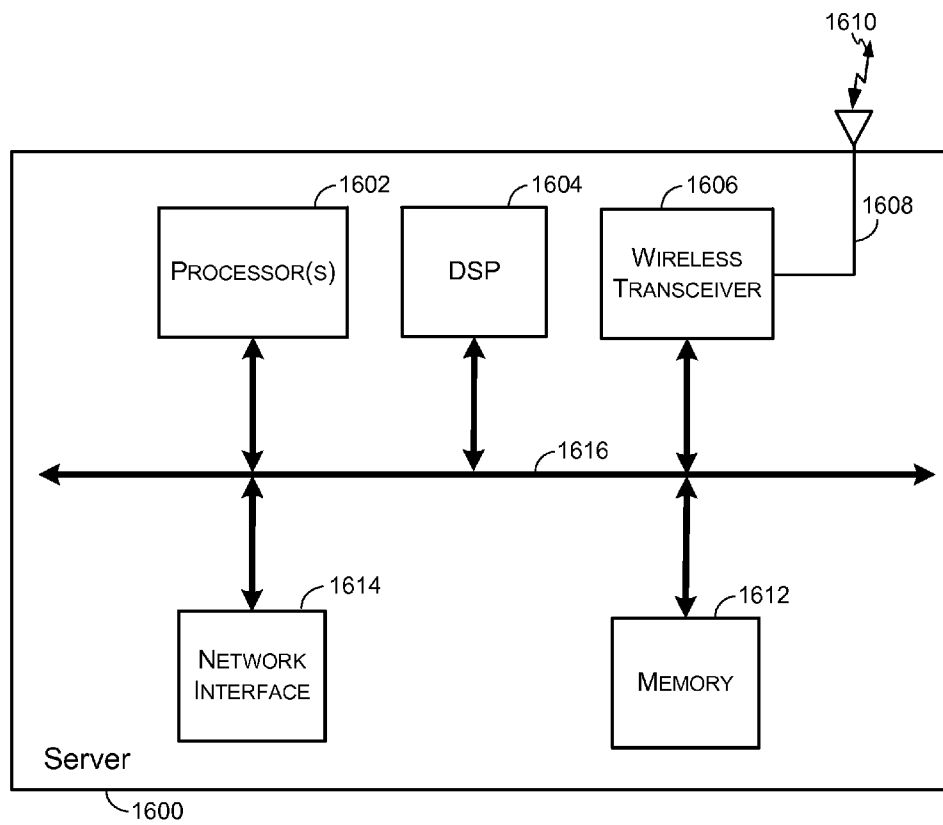 1610
1602
1604
1606
1608
PROCESSOR(S)
DSP
WIRELESS
TRANSCEIVER
1616
1614
1612
NETWORK
INTERFACE
MEMORY
Server
1600